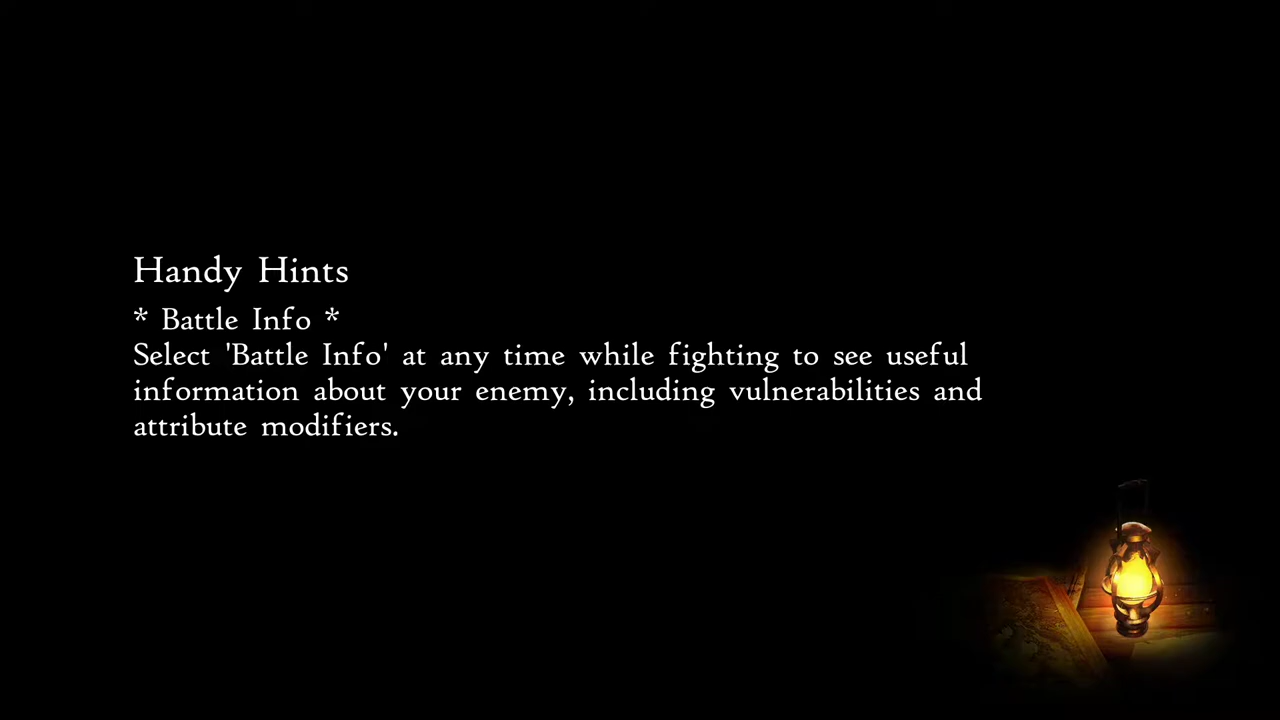 Handy Hints
* Battle Info *
Select 'Battle Info' at any time while fighting to see useful
information about your enemy, including vulnerabilities and
attribute modifiers.